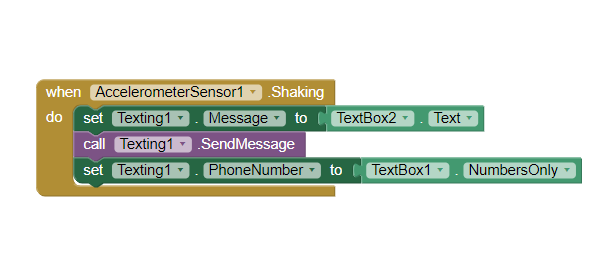 when AccelerometerSensor1 .Shaking
do set Texting1 . Message to TextBox2 . Text
call Texting1 .SendMessage
set Texting1 . PhoneNumber to TextBox1 . NumbersOnly